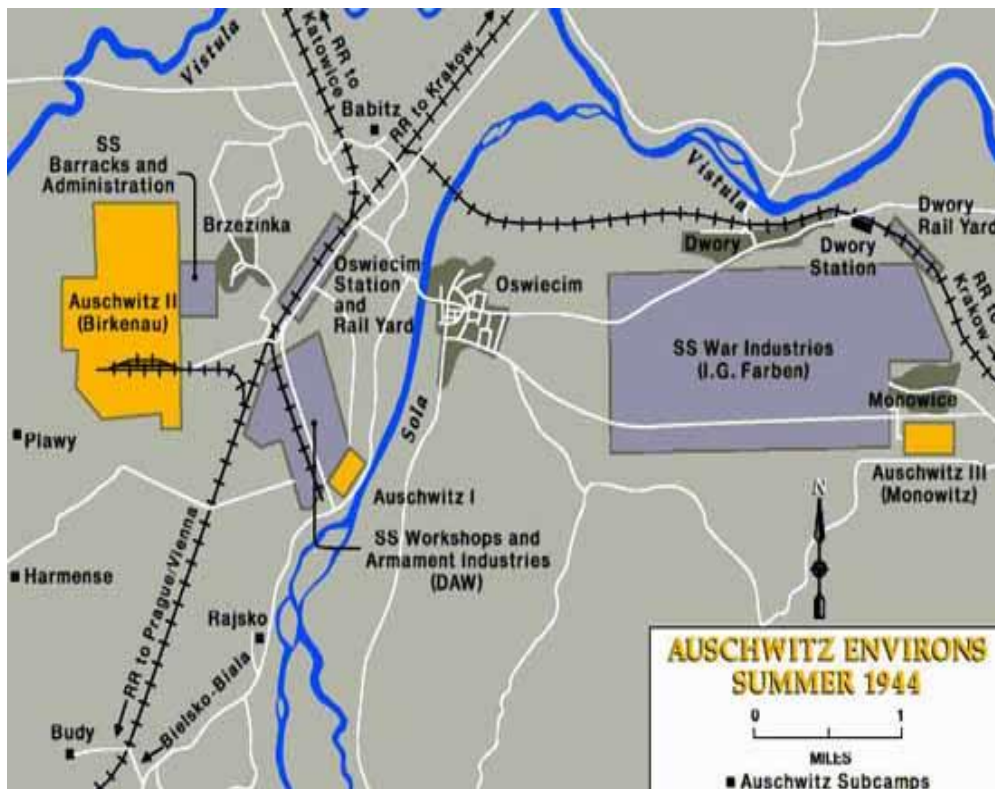 Vistula
RR to
Katowice
RR to Krakow
Babitz
SS
Barracks and
Administration
Brzezinka
Vistula
Dwory
Rail Yard
Dwory
Dwory
Station
RR to
Krakow
Oswiecim
Station
and
Rail Yard
Oswiecim
Auschwitz II
(Birkenau)
SS War Industries
(I.G. Farben)
Monowice
Sola
Plawy
Auschwitz III
(Monowitz)
Auschwitz I
N
SS Workshops and
Armament Industries
(DAW)
Harmense
RR to Prague/Vienna
Rajsko
Bielsko-Biala
Budy
AUSCHWITZ ENVIRONS
SUMMER 1944
0 1
MILES
Auschwitz Subcamps